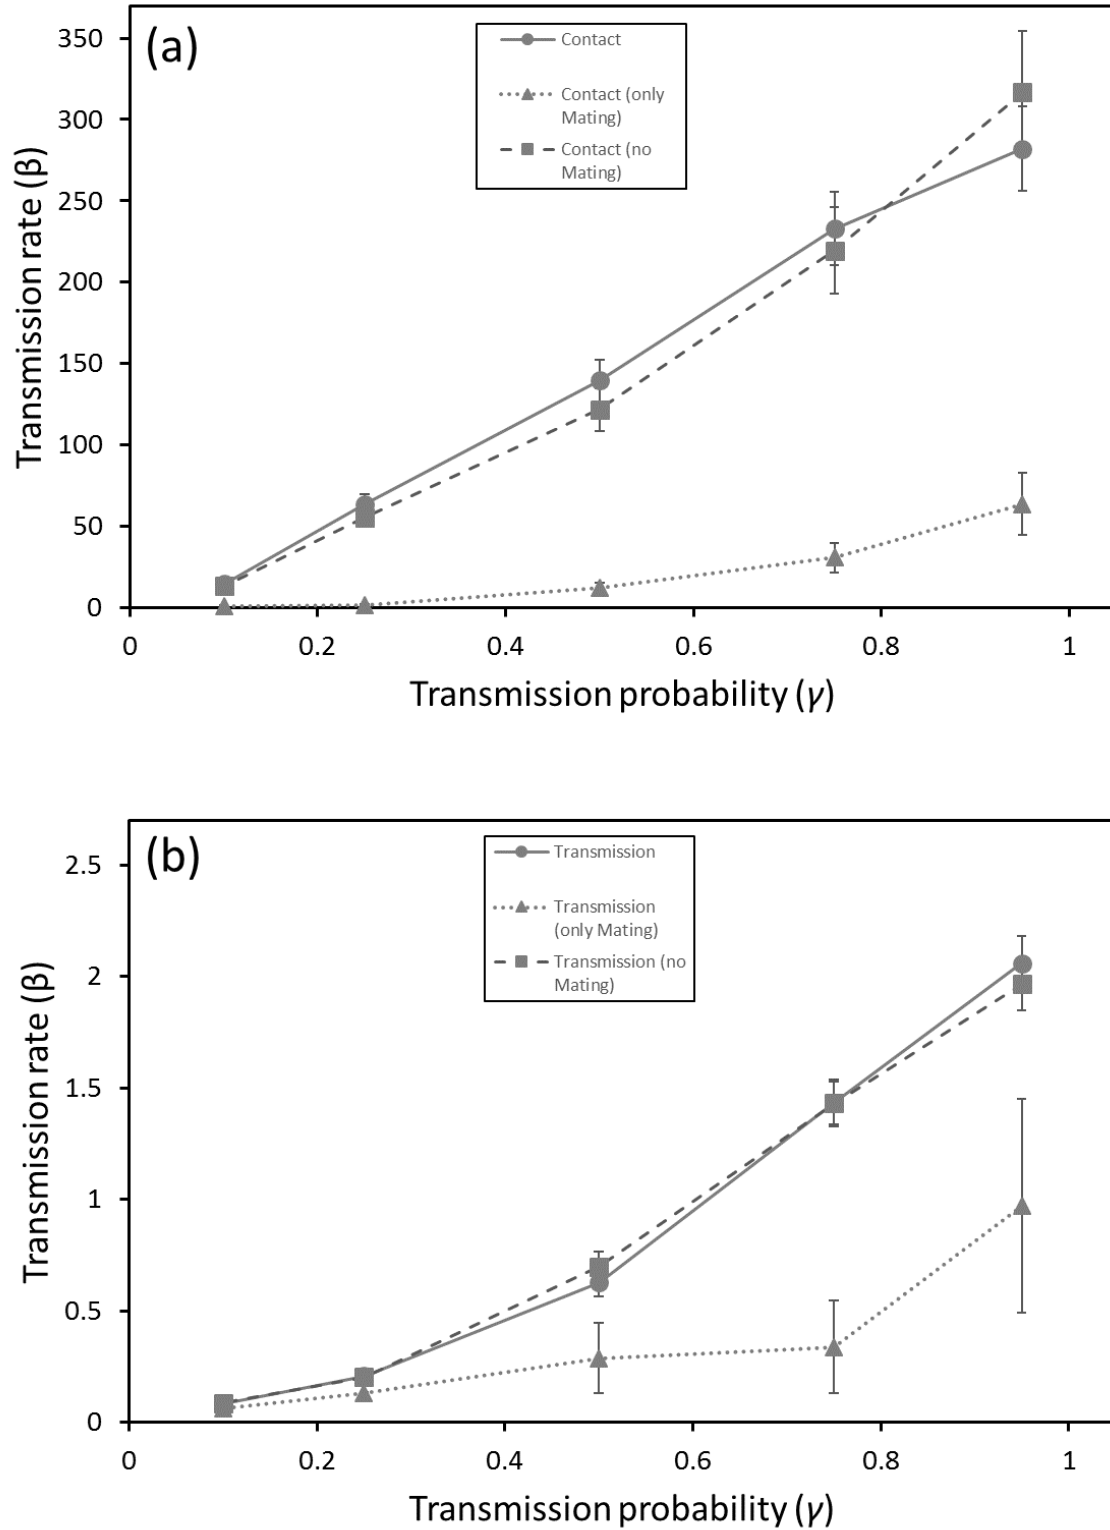 (a)
Contact
Contact (only
Mating)
Contact (no
Mating)
350
300
250
200
150
100
50
0
Transmission rate (β)
0 0.2 0.4 0.6 0.8 1
Transmission probability (γ)
(b)
Transmission
Transmission
(only Mating)
Transmission (no
Mating)
2.5
2
1.5
1
0.5
0
Transmission rate (β)
0 0.2 0.4 0.6 0.8 1
Transmission probability (γ)